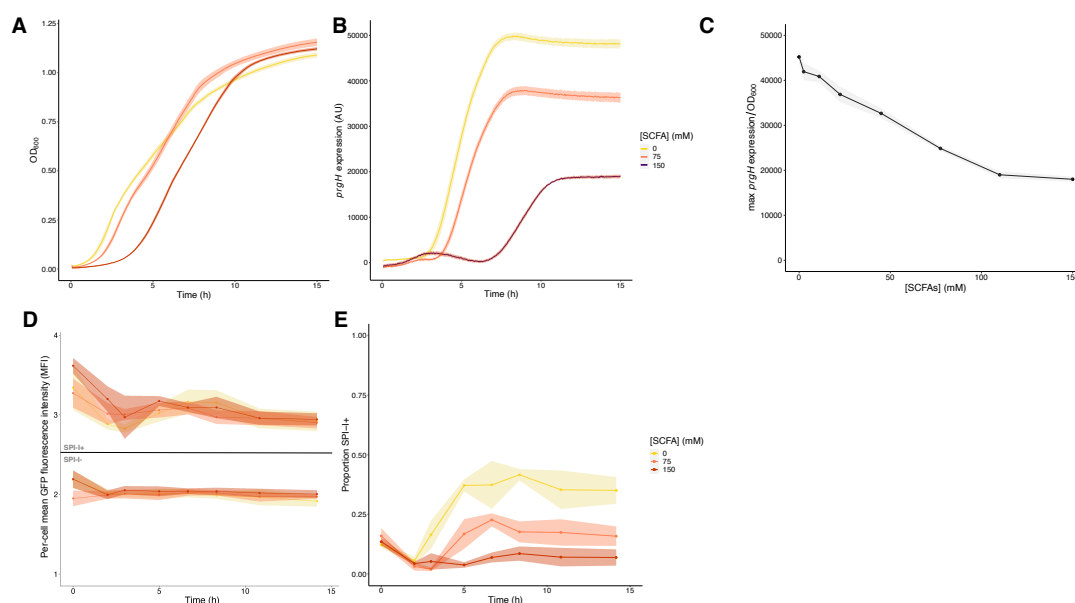 A
1.25
1.00
0.75
0.50
0.25
0.00
OD600
0
5
10
15
Time (h)
B
50000
40000
30000
20000
10000
0
prgH expression (AU)
0
5
10
15
Time (h)
[SCFA] (mM)
0
75
150
C
50000
40000
30000
20000
10000
0
max prgH expression/OD600
50
100
150
[SCFAs] (mM)
D
4
3
2
1
Per-cell mean GFP fluorescence intensity (MFI)
SPI-I+
SPI-I-
0
5
10
15
Time (h)
E
1.00
0.75
0.50
0.25
0.00
Proportion SPI-I+
0
5
10
15
Time (h)
[SCFA] (mM)
0
75
150